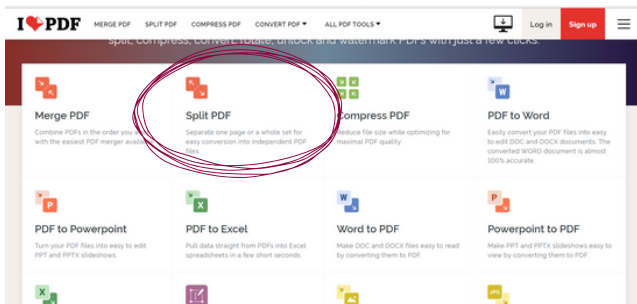 I PDF MERGE PDF SPLIT PDF COMPRESS PDF CONVERT PDF ALL PDF TOOLS Log in Sign up
split, compress, convert, rotate, unlock and watermark PDFs with just a few clicks.
Merge PDF
Combine PDFs in the order you
with the easiest PDF merger
Split PDF
Separate one page or a whole set for
easy conversion into independent PDF
files.
Compress PDF
Reduce file size while optimizing for
maximal PDF quality.
PDF to Word
Easily convert your PDF files into easy
to edit DOC and DOCX documents. The
converted WORD document is almost
100% accurate.
PDF to Powerpoint
Turn your PDF files into easy to edit
PPT and PPTX slideshows.
PDF to Excel
Pull data straight from PDFs into Excel
spreadsheets in a few short seconds.
Word to PDF
Make DOC and DOCX files easy to read
by converting them to PDF.
Powerpoint to PDF
Make PPT and PPTX slideshows easy to
view by converting them to PDF.